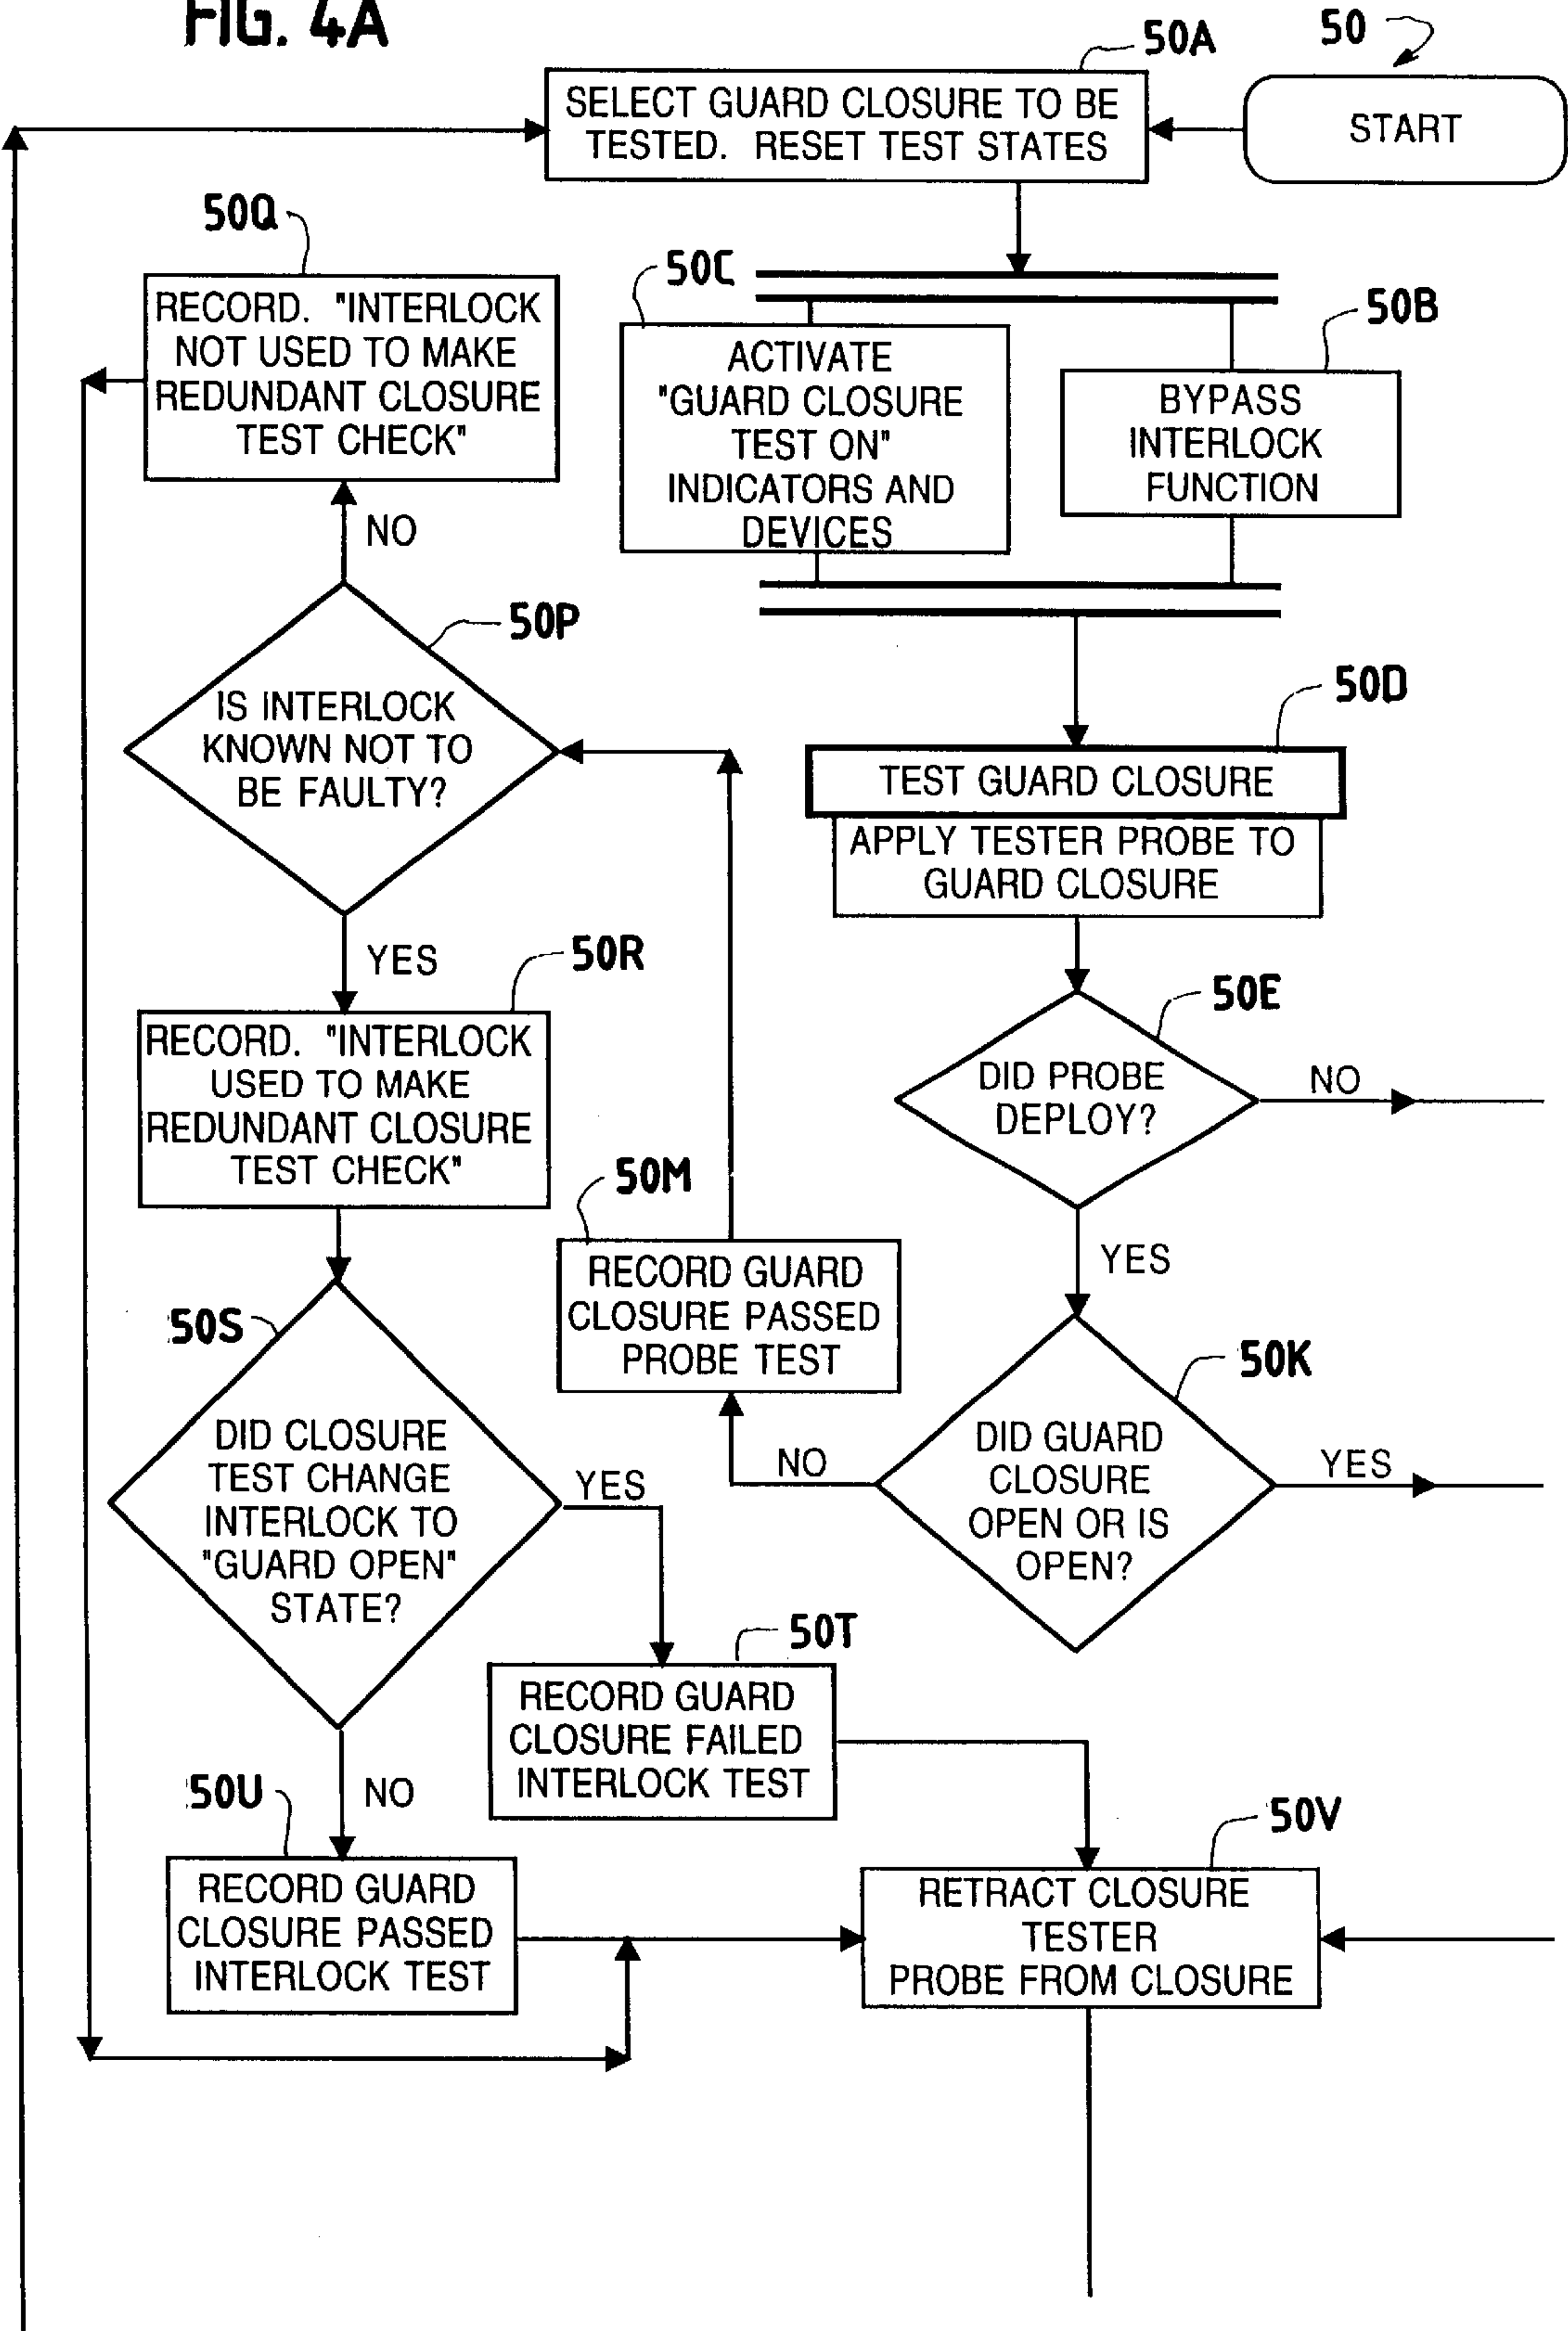 FIG. 4A
50
50A
SELECT GUARD CLOSURE TO BE
TESTED. RESET TEST STATES
START
50Q
RECORD. "INTERLOCK
NOT USED TO MAKE
REDUNDANT CLOSURE
TEST CHECK"
50C
ACTIVATE
"GUARD CLOSURE
TEST ON"
INDICATORS AND
DEVICES
50B
BYPASS
INTERLOCK
FUNCTION
NO
50P
IS INTERLOCK
KNOWN NOT TO
BE FAULTY?
50D
TEST GUARD CLOSURE
APPLY TESTER PROBE TO
GUARD CLOSURE
YES
50R
RECORD. "INTERLOCK
USED TO MAKE
REDUNDANT CLOSURE
TEST CHECK"
50E
DID PROBE
DEPLOY?
NO
YES
50M
RECORD GUARD
CLOSURE PASSED
PROBE TEST
50S
DID CLOSURE
TEST CHANGE
INTERLOCK TO
"GUARD OPEN"
STATE?
YES
50K
DID GUARD
CLOSURE
OPEN OR IS
OPEN?
NO
YES
50T
RECORD GUARD
CLOSURE FAILED
INTERLOCK TEST
NO
50U
RECORD GUARD
CLOSURE PASSED
INTERLOCK TEST
50V
RETRACT CLOSURE
TESTER
PROBE FROM CLOSURE